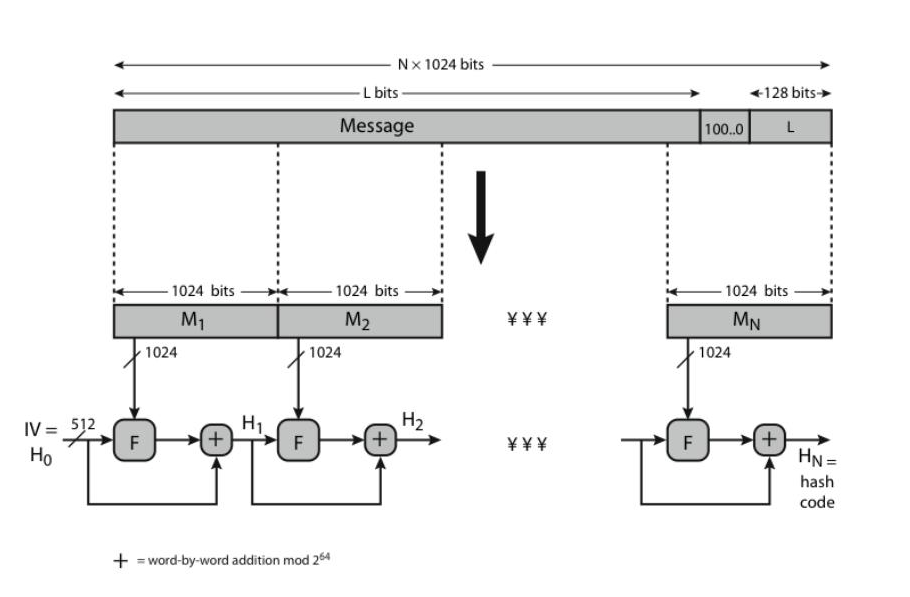 N × 1024 bits
L bits
128 bits
Message
100..0
L
1024 bits
1024 bits
1024 bits
M1
M2
¥ ¥ ¥
MN
1024
1024
1024
IV =
H0
512
F
+
H1
F
+
H2
¥ ¥ ¥
F
+
HN =
hash
code
+ = word-by-word addition mod 2^64